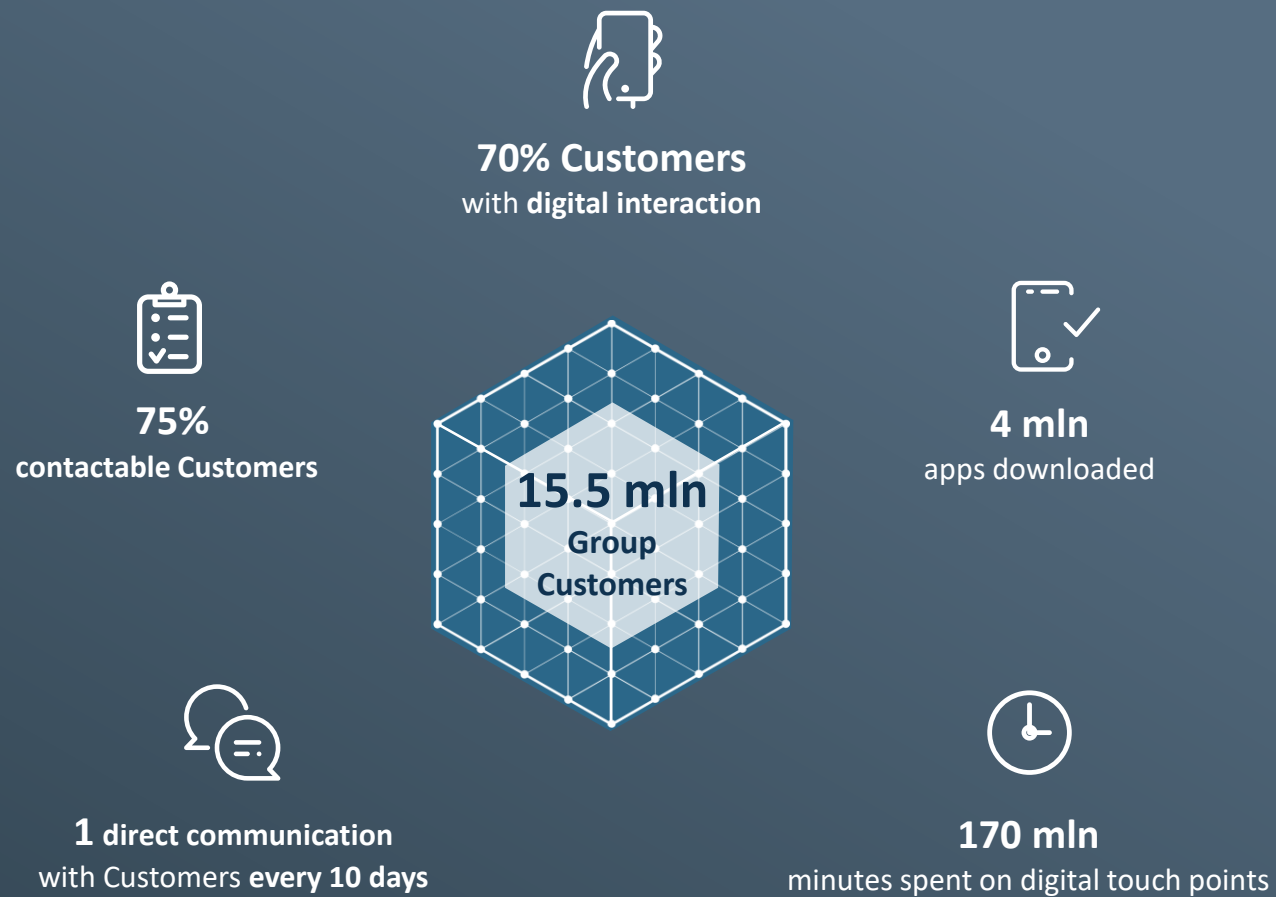 70% Customers
with digital interaction
75%
contactable Customers
4 mln
apps downloaded
15.5 mln
Group
Customers
1 direct communication
with Customers every 10 days
170 mln
minutes spent on digital touch points